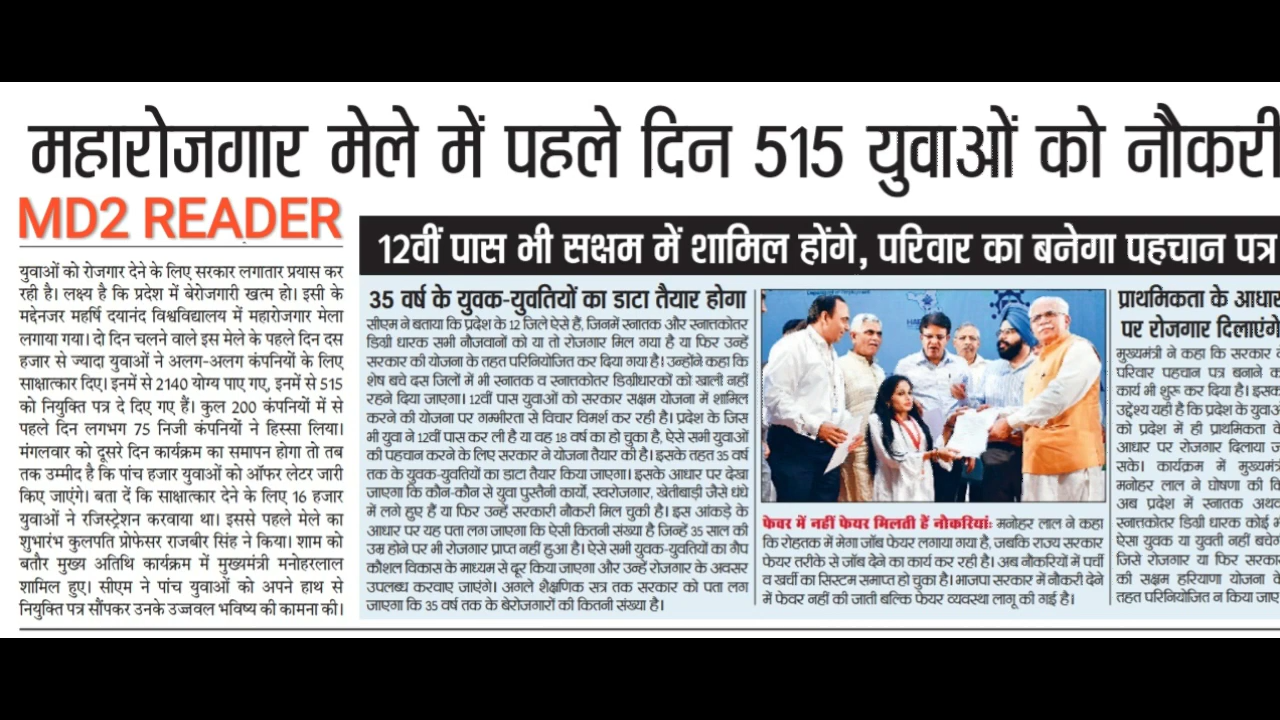 महारोजगार मेले में पहले दिन 515 युवाओं को नौकरी
MD2 READER
युवाओं को रोजगार देने के लिए सरकार लगातार प्रयास कर
रही है। लक्ष्य है कि प्रदेश में बेरोजगारी खत्म हो। इसी के
मद्देनजर महर्षि दयानंद विश्वविद्यालय में महारोजगार मेला
लगाया गया। दो दिन चलने वाले इस मेले के पहले दिन दस
हजार से ज्यादा युवाओं ने अलग-अलग कंपनियों के लिए
साक्षात्कार दिए। इनमें से 2140 योग्य पाए गए, इनमें से 515
को नियुक्ति पत्र दे दिए गए हैं। कुल 200 कंपनियों में से
पहले दिन लगभग 75 निजी कंपनियों ने हिस्सा लिया।
मंगलवार को दूसरे दिन कार्यक्रम का समापन होगा तो तब
तक उम्मीद है कि पांच हजार युवाओं को ऑफर लेटर जारी
किए जाएंगे। बता दें कि साक्षात्कार देने के लिए 16 हजार
युवाओं ने रजिस्ट्रेशन करवाया था। इससे पहले मेले का
शुभारंभ कुलपति प्रोफेसर राजबीर सिंह ने किया। शाम को
बतौर मुख्य अतिथि कार्यक्रम में मुख्यमंत्री मनोहरलाल
शामिल हुए। सीएम ने पांच युवाओं को अपने हाथ से
नियुक्ति पत्र सौंपकर उनके उज्जवल भविष्य की कामना की।
12वीं पास भी सक्षम में शामिल होंगे, परिवार का बनेगा पहचान पत्र
35 वर्ष के युवक-युवतियों का डाटा तैयार होगा
सीएम ने बताया कि प्रदेश के 12 जिले ऐसे हैं, जिनमें स्नातक और स्नातकोतर
डिग्री धारक सभी नौजवानों को या तो रोजगार मिल गया है या फिर उन्हें
सरकार की योजना के तहत परिनियोजित कर दिया गया है। उन्होंने कहा कि
शेष बचे दस जिलों में भी स्नातक व स्नातकोतर डिग्रीधारकों को खाली नहीं
रहने दिया जाएगा। 12वीं पास युवाओं को सरकार सक्षम योजना में शामिल
करने की योजना पर गम्भीरता से विचार विमर्श कर रही है। प्रदेश के जिस
भी युवा ने 12वीं पास कर ली है या वह 18 वर्ष का हो चुका है, ऐसे सभी युवाओं
की पहचान करने के लिए सरकार ने योजना तैयार की है। इसके तहत 35 वर्ष
तक के युवक-युवतियों का डाटा तैयार किया जाएगा। इसके आधार पर देखा
जाएगा कि कौन-कौन से युवा पुस्तैनी कार्यो, स्वरोजगार, खेतीबाड़ी जैसे धंधे
में लगे हुए हैं या फिर उन्हें सरकारी नौकरी मिल चुकी है। इस आंकड़े के
आधार पर यह पता लग जाएगा कि ऐसी कितनी संख्या है जिन्हें 35 साल की
उम्र होने पर भी रोजगार प्राप्त नहीं हुआ है। ऐसे सभी युवक-युवतियों का गैप
कौशल विकास के माध्यम से दूर किया जाएगा और उन्हें रोजगार के अवसर
उपलब्ध करवाए जाएंगे। अगले शैक्षणिक सत्र तक सरकार को पता लग
जाएगा कि 35 वर्ष तक के बेरोजगारों की कितनी संख्या है।
फेवर में नहीं फेयर मिलती हैं नौकरियां: मनोहर लाल ने कहा
कि रोहतक में मेगा जॉब फेयर लगाया गया है, जबकि राज्य सरकार
फेयर तरीके से जॉब देने का कार्य कर रही है। अब नौकरियों में पर्ची
व खर्ची का सिस्टम समाप्त हो चुका है। भाजपा सरकार में नौकरी देने
में फेवर नहीं की जाती बल्कि फेयर व्यवस्था लागू की गई है।
प्राथमिकता के आधार
पर रोजगार दिलाएंगे
मुख्यमंत्री ने कहा कि सरकार ने
परिवार पहचान पत्र बनाने का
कार्य भी शुरू कर दिया है। इसका
उद्देश्य यही है कि प्रदेश के युवाओं
को प्रदेश में ही प्राथमिकता के
आधार पर रोजगार दिलाया जा
सके। कार्यक्रम में मुख्यमंत्री
मनोहर लाल ने घोषणा की कि
अब प्रदेश में स्नातक अथवा
स्नातकोतर डिग्री धारक कोई भी
ऐसा युवक या युवती नहीं बचेगा
जिसे रोजगार या फिर सरकार
की सक्षम हरियाणा योजना के
तहत परिनियोजित न किया जाए